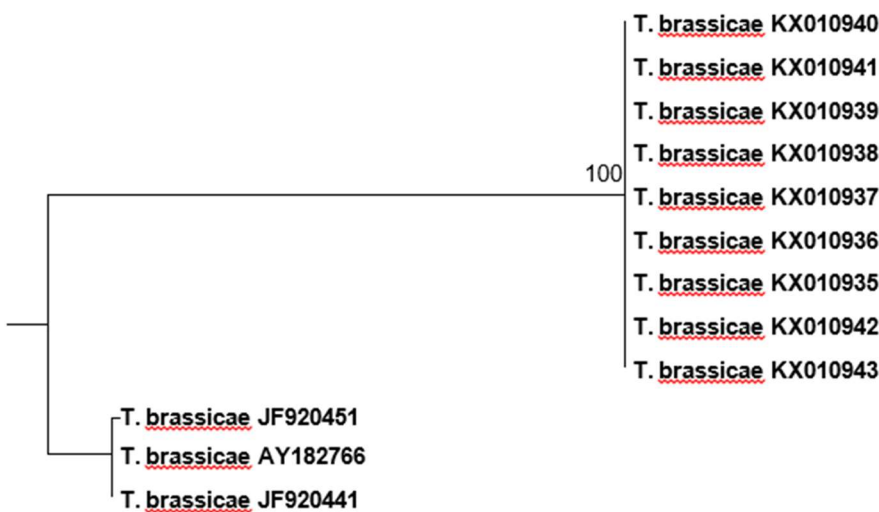 T. brassicae KX010940
T. brassicae KX010941
T. brassicae KX010939
T. brassicae KX010938
100
T. brassicae KX010937
T. brassicae KX010936
T. brassicae KX010935
T. brassicae KX010942
T. brassicae KX010943
T. brassicae JF920451
T. brassicae AY182766
T. brassicae JF920441